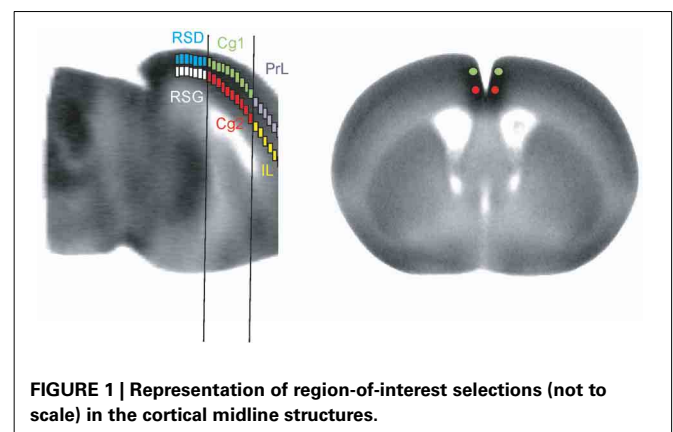 RSD Cg1
PrL
RSG
Cg2
IL
FIGURE 1 | Representation of region-of-interest selections (not to
scale) in the cortical midline structures.